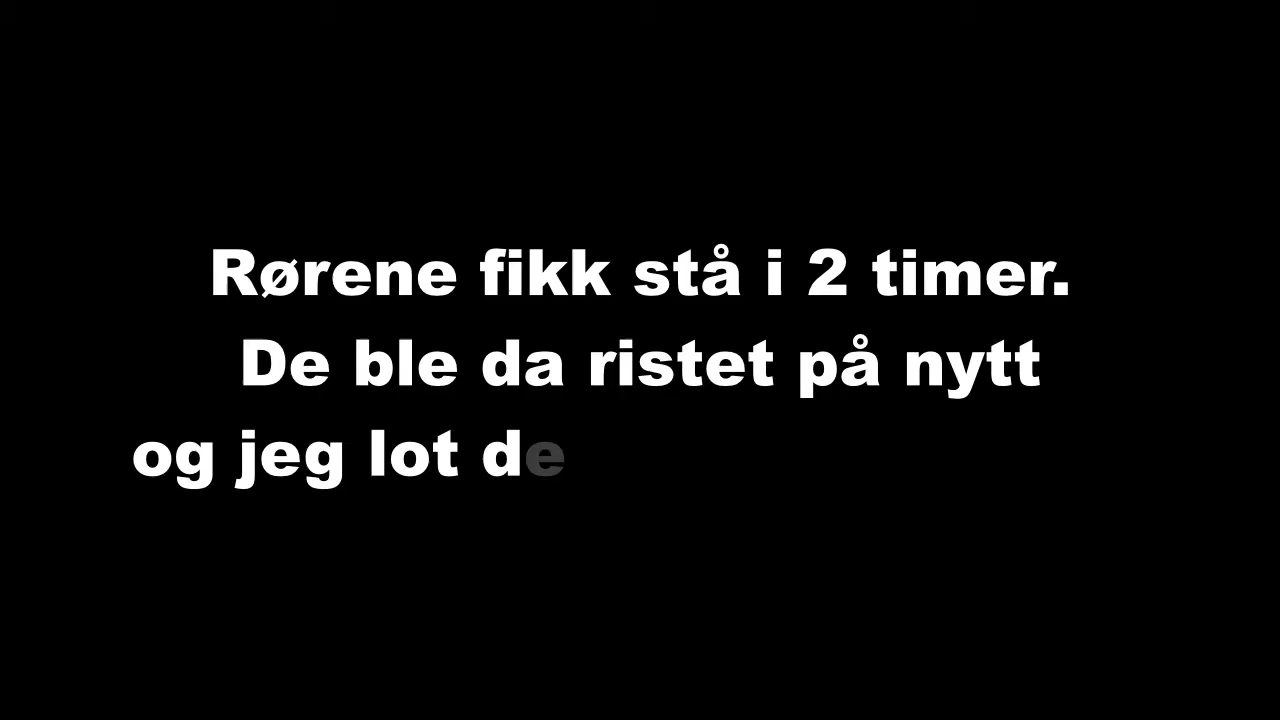 Rørene fikk stå i 2 timer.
De ble da ristet på nytt
og jeg lot de